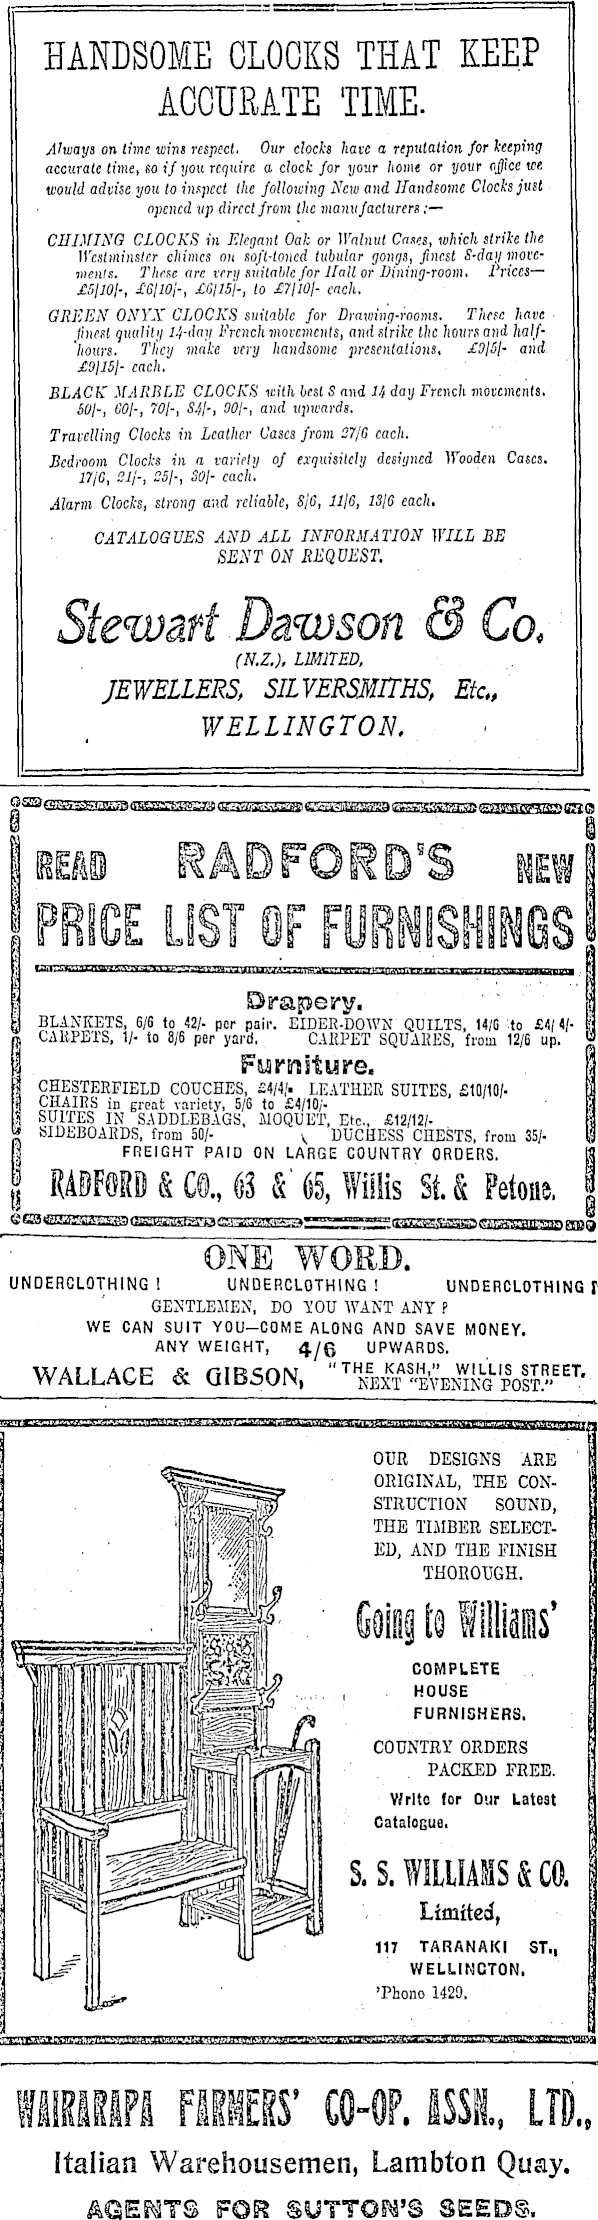 HANDSOME CLOCKS THAT KEEP
ACCURATE TIME.
Always on time wins respect. Our clocks have a reputation for keeping
accurate time, so if you require a clock for your home or your office we
would advise you to inspect the following New and Handsome Clocks just
opened up direct from the manufacturers:—
CHIMING CLOCKS in Elegant Oak or Walnut Cases, which strike the
Westminster chimes on soft-toned tubular gongs, finest 8-day move-
ments. These are very suitable for Hall or Dining-room. Prices—
£5/10/-, £6/10/-, £6/15/-, to £7/10/- each.
GREEN ONYX CLOCKS suitable for Drawing-rooms. These have
finest quality 14-day French movements, and strike the hours and half-
hours. They make very handsome presentations. £9/5/- and
£9/15/- each.
BLACK MARBLE CLOCKS with best 8 and 14 day French movements.
50/-, 60/-, 70/-, 84/-, 90/-, and upwards.
Travelling Clocks in Leather Cases from 27/6 each.
Bedroom Clocks in a variety of exquisitely designed Wooden Cases.
17/6, 21/-, 25/-, 30/- each.
Alarm Clocks, strong and reliable, 8/6, 11/6, 13/6 each.
CATALOGUES AND ALL INFORMATION WILL BE
SENT ON REQUEST.
Stewart Dawson & Co.
(N.Z.), LIMITED,
JEWELLERS, SILVERSMITHS, Etc.,
WELLINGTON.
READ RADFORD'S NEW
PRICE LIST OF FURNISHINGS
Drapery.
BLANKETS, 6/6 to 42/- per pair. EIDER-DOWN QUILTS, 14/6 to £4/4/-
CARPETS, 1/- to 8/6 per yard. CARPET SQUARES, from 12/6 up.
Furniture.
CHESTERFIELD COUCHES, £4/4/- LEATHER SUITES, £10/10/-
CHAIRS in great variety, 5/6 to £4/10/-
SUITES IN SADDLEBAGS, MOQUET, Etc., £12/12/-
SIDEBOARDS, from 50/- DUCHESS CHESTS, from 35/-
FREIGHT PAID ON LARGE COUNTRY ORDERS.
RADFORD & CO., 63 & 65, Willis St. & Petone.
ONE WORD.
UNDERCLOTHING! UNDERCLOTHING! UNDERCLOTHING!
GENTLEMEN, DO YOU WANT ANY?
WE CAN SUIT YOU—COME ALONG AND SAVE MONEY.
ANY WEIGHT, 4/6 UPWARDS.
WALLACE & GIBSON, "THE KASH," WILLIS STREET.
NEXT "EVENING POST."
OUR DESIGNS ARE
ORIGINAL, THE CON-
STRUCTION SOUND,
THE TIMBER SELECT-
ED, AND THE FINISH
THOROUGH.
Going to Williams'
COMPLETE
HOUSE
FURNISHERS.
COUNTRY ORDERS
PACKED FREE.
Write for Our Latest
Catalogue.
S. S. WILLIAMS & CO.
Limited,
117 TARANAKI ST.,
WELLINGTON.
'Phone 1429.
WAIRARAPA FARMERS' CO-OP. ASSN., LTD.,
Italian Warehousemen, Lambton Quay.
AGENTS FOR SUTTON'S SEEDS.